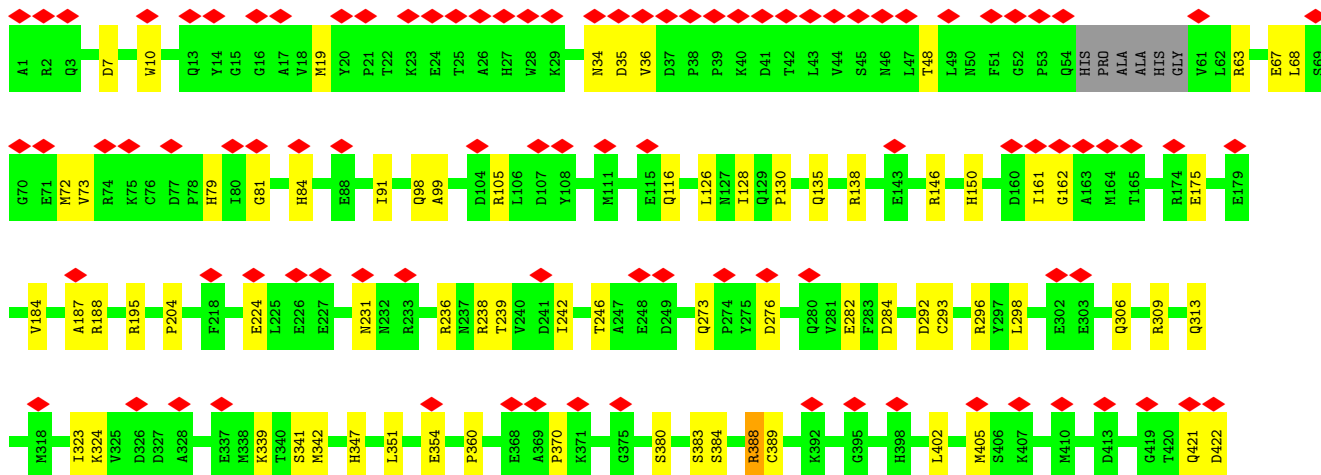 A1 R2 Q3 D7 W10 Q13 Y14 G15 G16 A17 V18 M19 Y20 P21 T22 K23 E24 T25 A26 H27 W28 K29 N34 D35 V36 D37 P38 P39 K40 D41 T42 L43 V44 S45 N46 L47 T48 L49 N50 F51 G52 P53 Q54 HIS PRO ALA ALA HIS GLY V61 L62 R63 E67 L68 S69
G70 E71 M72 V73 R74 K75 C76 D77 P78 H79 I80 G81 H84 E88 I91 Q98 A99 D104 R105 L106 D107 Y108 M111 E115 Q116 L126 N127 I128 Q129 P130 Q135 R138 E143 R146 H150 D160 I161 G162 A163 M164 T165 R174 E175 E179
V184 A187 R188 R195 P204 F218 E224 L225 E226 E227 N231 N232 R233 R236 N237 R238 T239 V240 D241 I242 T246 A247 E248 D249 Q273 P274 Y275 D276 Q280 V281 E282 F283 D284 D292 C293 R296 Y297 L298 E302 E303 Q306 R309 Q313
M318 I323 K324 V325 D326 D327 A328 E337 M338 K339 T340 S341 M342 H347 L351 E354 P360 E368 A369 P370 K371 G375 S380 S383 S384 R388 C389 K392 G395 H398 L402 M405 S406 K407 M410 D413 G419 T420 Q421 D422